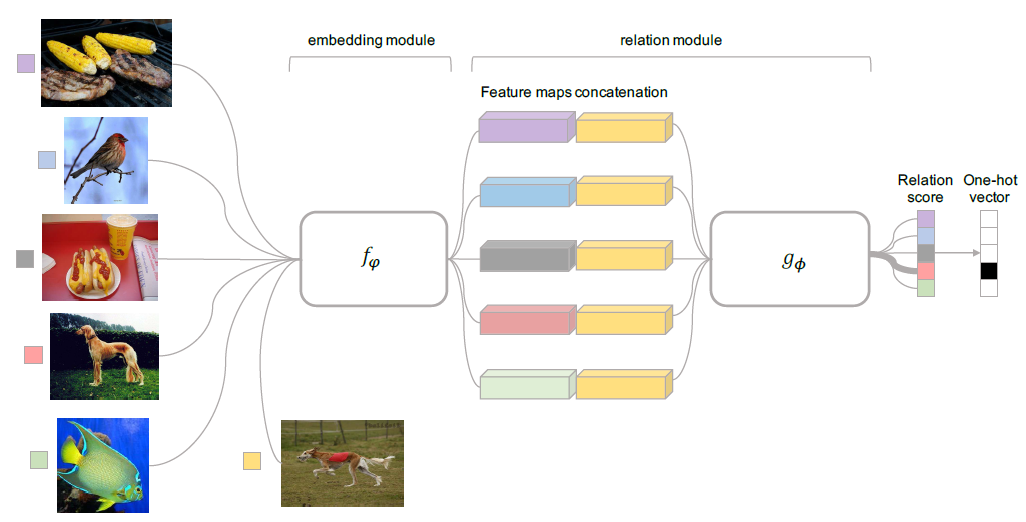 embedding module
relation module
Feature maps concatenation
Relation
score
One-hot
vector
fφ
gϕ